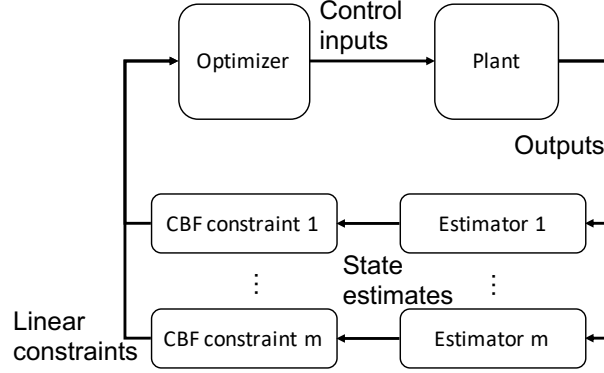 Control
inputs
Optimizer
Plant
Outputs
CBF constraint 1
Estimator 1
⋮
State
estimates
⋮
Linear
constraints
CBF constraint m
Estimator m